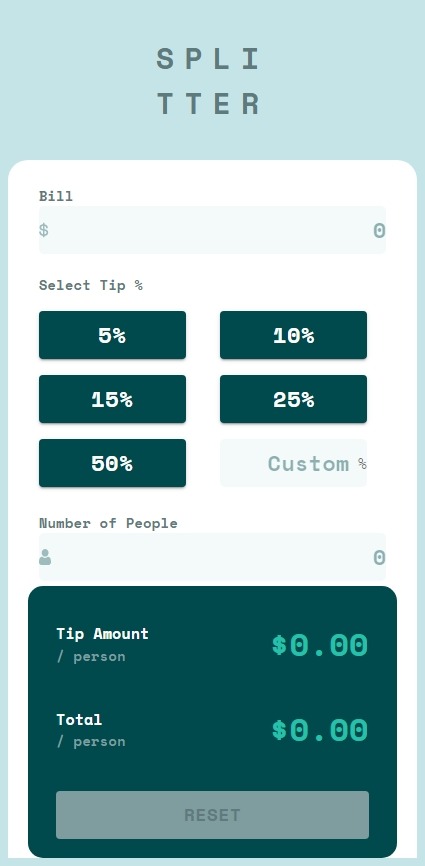 SPLI
TTER
Bill
$ 0
Select Tip %
5% 10%
15% 25%
50% Custom %
Number of People
0
Tip Amount
/ person
$0.00
Total
/ person
$0.00
RESET